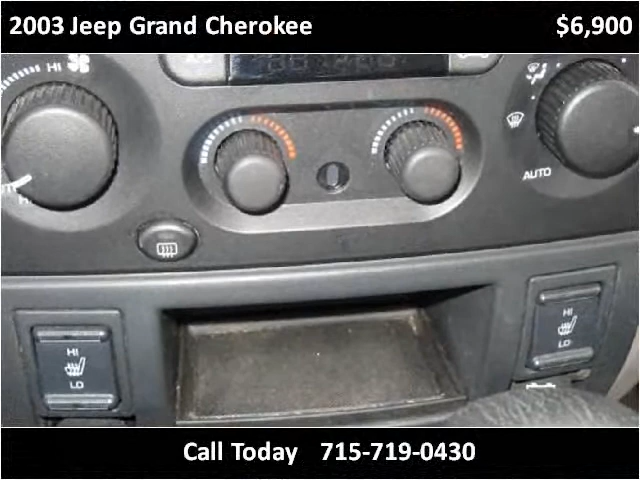 2003 Jeep Grand Cherokee $6,900
HI
AUTO
HI
LO
HI
LO
Call Today 715-719-0430